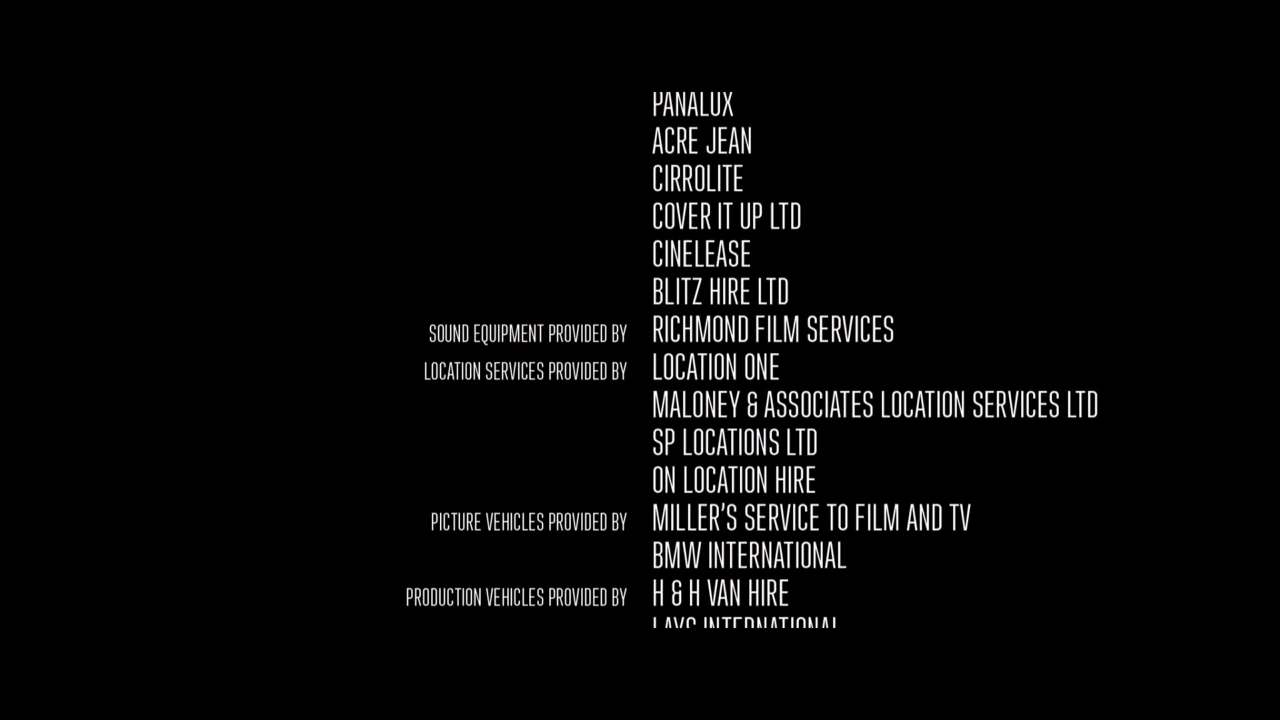 PANALUX
ACRE JEAN
CIRROLITE
COVER IT UP LTD
CINELEASE
BLITZ HIRE LTD
SOUND EQUIPMENT PROVIDED BY RICHMOND FILM SERVICES
LOCATION SERVICES PROVIDED BY LOCATION ONE
MALONEY & ASSOCIATES LOCATION SERVICES LTD
SP LOCATIONS LTD
ON LOCATION HIRE
PICTURE VEHICLES PROVIDED BY MILLER'S SERVICE TO FILM AND TV
BMW INTERNATIONAL
PRODUCTION VEHICLES PROVIDED BY H & H VAN HIRE
INTERNATIONAL